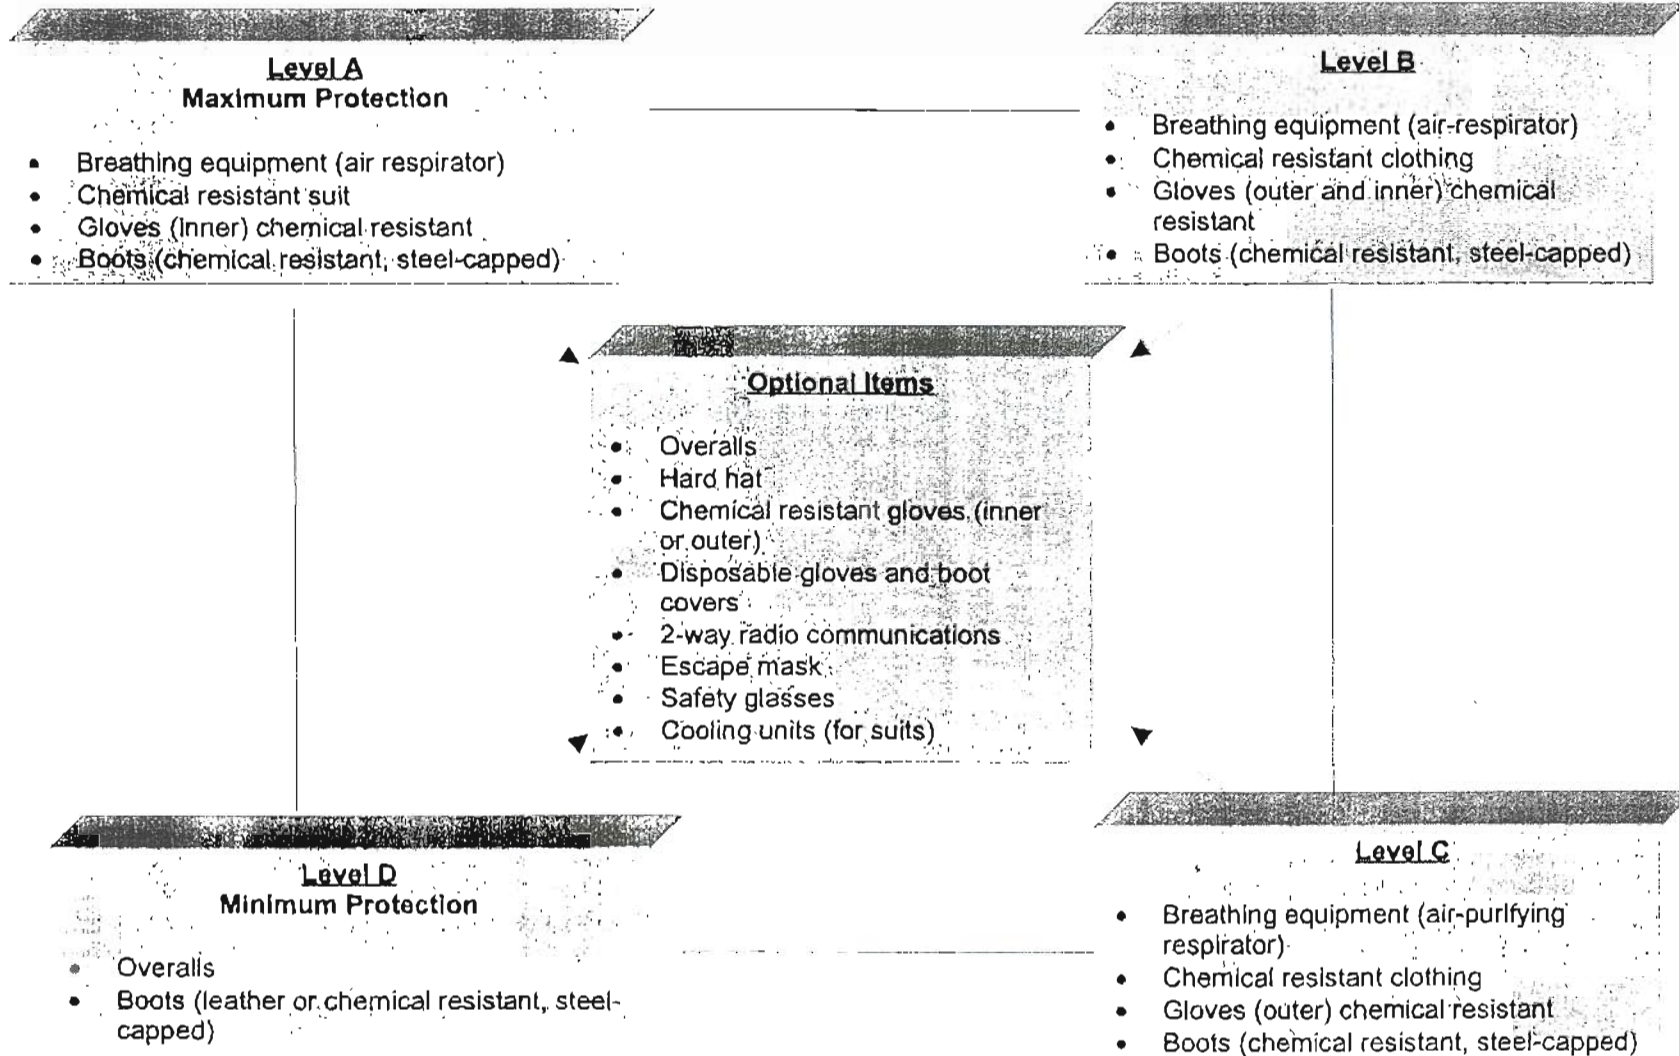 Level A
Maximum Protection
• Breathing equipment (air respirator)
• Chemical resistant suit
• Gloves (inner) chemical resistant
• Boots (chemical resistant, steel-capped)
Level B
• Breathing equipment (air-respirator)
• Chemical resistant clothing
• Gloves (outer and inner) chemical
resistant
• Boots (chemical resistant, steel-capped)
Optional Items
• Overalls
• Hard hat
• Chemical resistant gloves (inner
or outer)
• Disposable gloves and boot
covers
• 2-way radio communications
• Escape mask
• Safety glasses
• Cooling units (for suits)
Level D
Minimum Protection
• Overalls
• Boots (leather or chemical resistant, steel-
capped)
Level C
• Breathing equipment (air-purifying
respirator)
• Chemical resistant clothing
• Gloves (outer) chemical resistant
• Boots (chemical resistant, steel-capped)